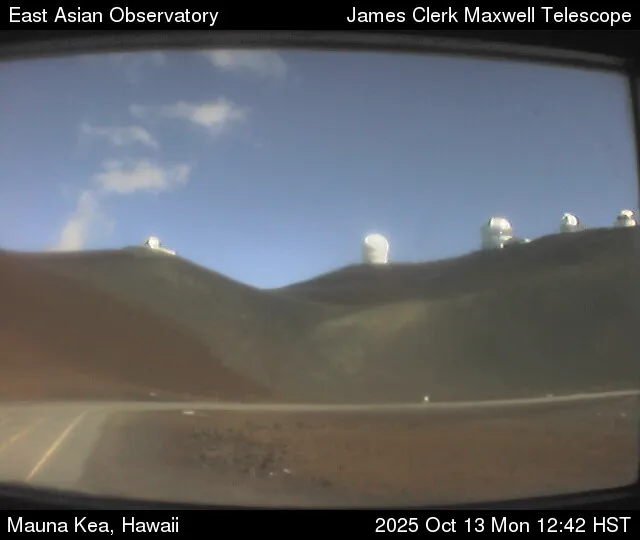 East Asian Observatory
James Clerk Maxwell Telescope
Mauna Kea, Hawaii
2025 Oct 13 Mon 12:42 HST